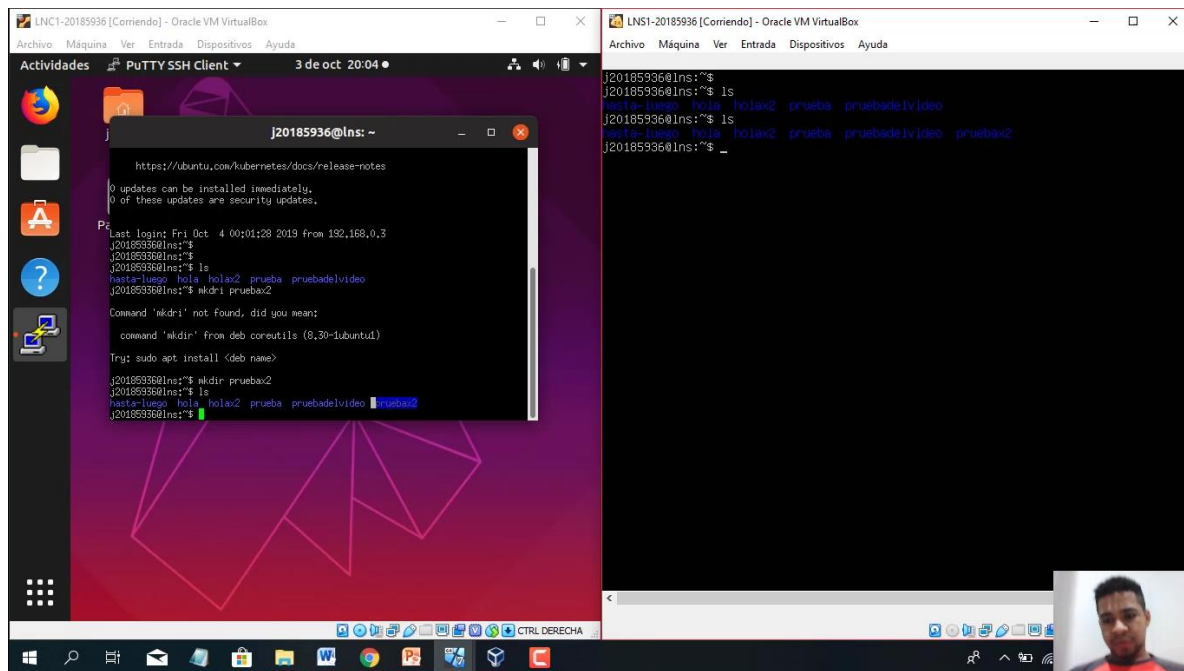 LNC1-20185936 [Corriendo] - Oracle VM VirtualBox
Archivo Máquina Ver Entrada Dispositivos Ayuda
Actividades PuTTY SSH Client 3 de oct 20:04
j20185936@lns: ~
https://ubuntu.com/kubernetes/docs/release-notes
0 updates can be installed immediately.
0 of these updates are security updates.
Last login: Fri Oct 4 00:01:28 2019 from 192.168.0.3
j20185936@lns:~$
j20185936@lns:~$
j20185936@lns:~$ ls
hasta-luego hola holax2 prueba pruebadelvideo
j20185936@lns:~$ mkdri pruebax2
Command 'mkdri' not found, did you mean:
command 'mkdir' from deb coreutils (8.30-1ubuntu1)
Try: sudo apt install <deb name>
j20185936@lns:~$ mkdir pruebax2
j20185936@lns:~$ ls
hasta-luego hola holax2 prueba pruebadelvideo pruebax2
j20185936@lns:~$
CTRL DERECHA
LNS1-20185936 [Corriendo] - Oracle VM VirtualBox
Archivo Máquina Ver Entrada Dispositivos Ayuda
j20185936@lns:~$
j20185936@lns:~$ ls
hasta-luego hola holax2 prueba pruebadelvideo
j20185936@lns:~$ ls
hasta-luego hola holax2 prueba pruebadelvideo pruebax2
j20185936@lns:~$ _